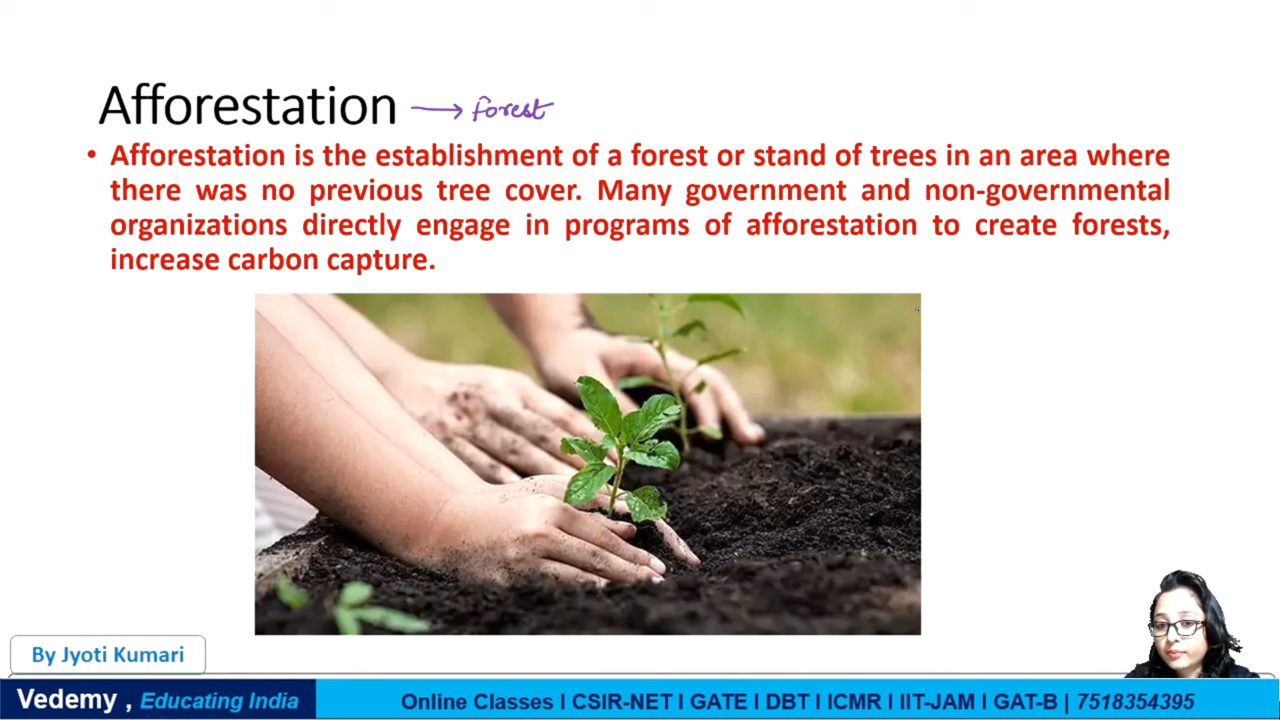 Afforestation → forest
• Afforestation is the establishment of a forest or stand of trees in an area where
there was no previous tree cover. Many government and non-governmental
organizations directly engage in programs of afforestation to create forests,
increase carbon capture.
By Jyoti Kumari
Vedemy , Educating India
Online Classes I CSIR-NET I GATE I DBT I ICMR I IIT-JAM I GAT-B | 7518354395